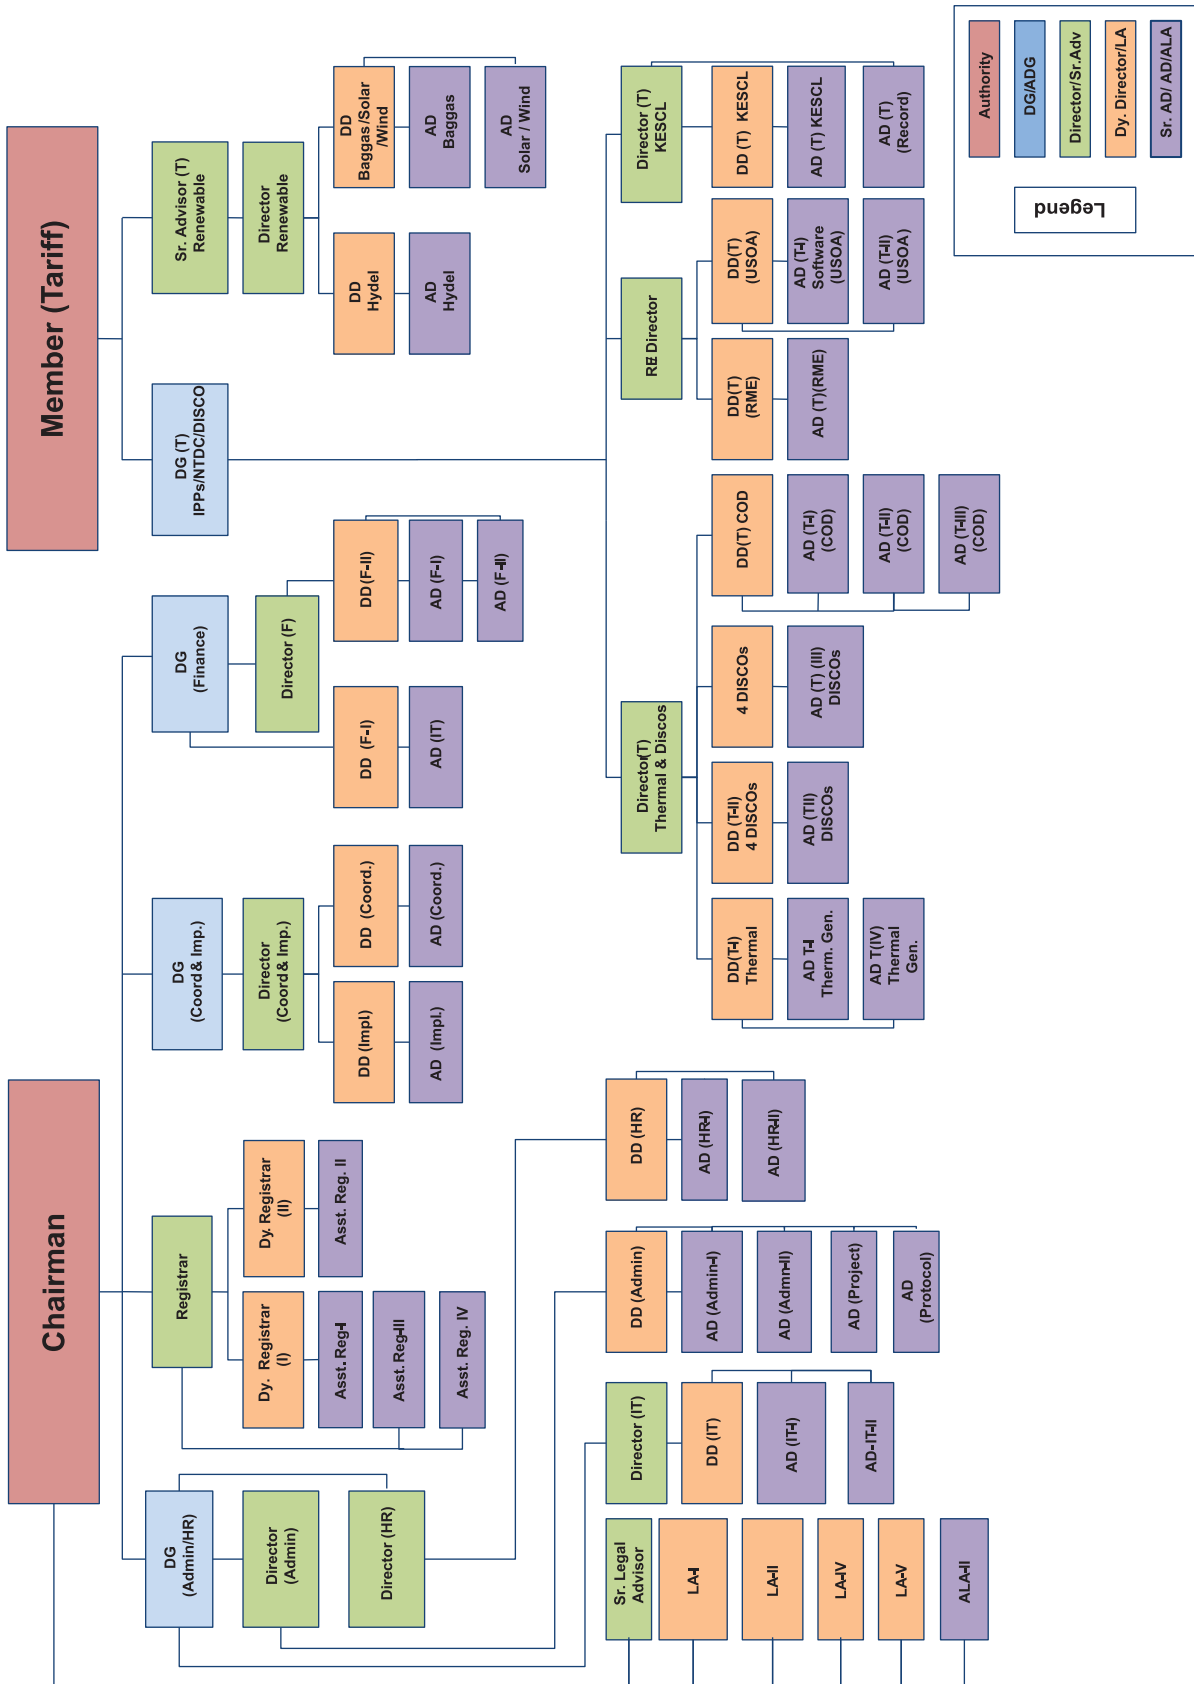 Chairman
Member (Tariff)
DG
(Admin/HR)
Registrar
DG
(Coord& Imp.)
DG
(Finance)
DG (T)
IPPs/NTDC/DISCO
Sr. Advisor (T)
Renewable
Director
(Admin)
Dy. Registrar
(I)
Dy. Registrar
(II)
Director
(Coord& Imp.)
Director (F)
Director
Renewable
Director (HR)
Asst. Reg-I
Asst. Reg. II
Asst. Reg-III
Asst. Reg. IV
DD (Impl.)
DD (Coord.)
DD (F-I)
DD (F-II)
DD
Hydel
DD
Baggas/Solar
/Wind
AD (Impl.)
AD (Coord.)
AD (IT)
AD (F-I)
AD (F-II)
AD
Hydel
AD
Baggas
AD
Solar / Wind
Sr. Legal
Advisor
LA-I
LA-II
LA-IV
LA-V
ALA-II
Director (IT)
DD (IT)
AD (IT-I)
AD-IT-II
DD (Admin)
AD (Admin-I)
AD (Admn-II)
AD (Project)
AD
(Protocol)
DD (HR)
AD (HR-I)
AD (HR-II)
Director(T)
Thermal & Discos
DD(T-I)
Thermal
AD T-I
Therm. Gen.
AD T(IV)
Thermal
Gen.
DD (T-II)
4 DISCOs
AD (TII)
DISCOs
4 DISCOs
AD (T) (III)
DISCOs
DD(T) COD
AD (T-I)
(COD)
AD (T-II)
(COD)
AD (T-III)
(COD)
Director
DD(T)
(RME)
AD (T)(RME)
DD(T)
(USOA)
AD (T-I)
Software
(USOA)
AD (T-II)
(USOA)
Director (T)
KESCL
DD (T) KESCL
AD (T) KESCL
AD (T)
(Record)
Legend
Authority
DG/ADG
Director/Sr.Adv
Dy. Director/LA
Sr. AD/ AD/ALA